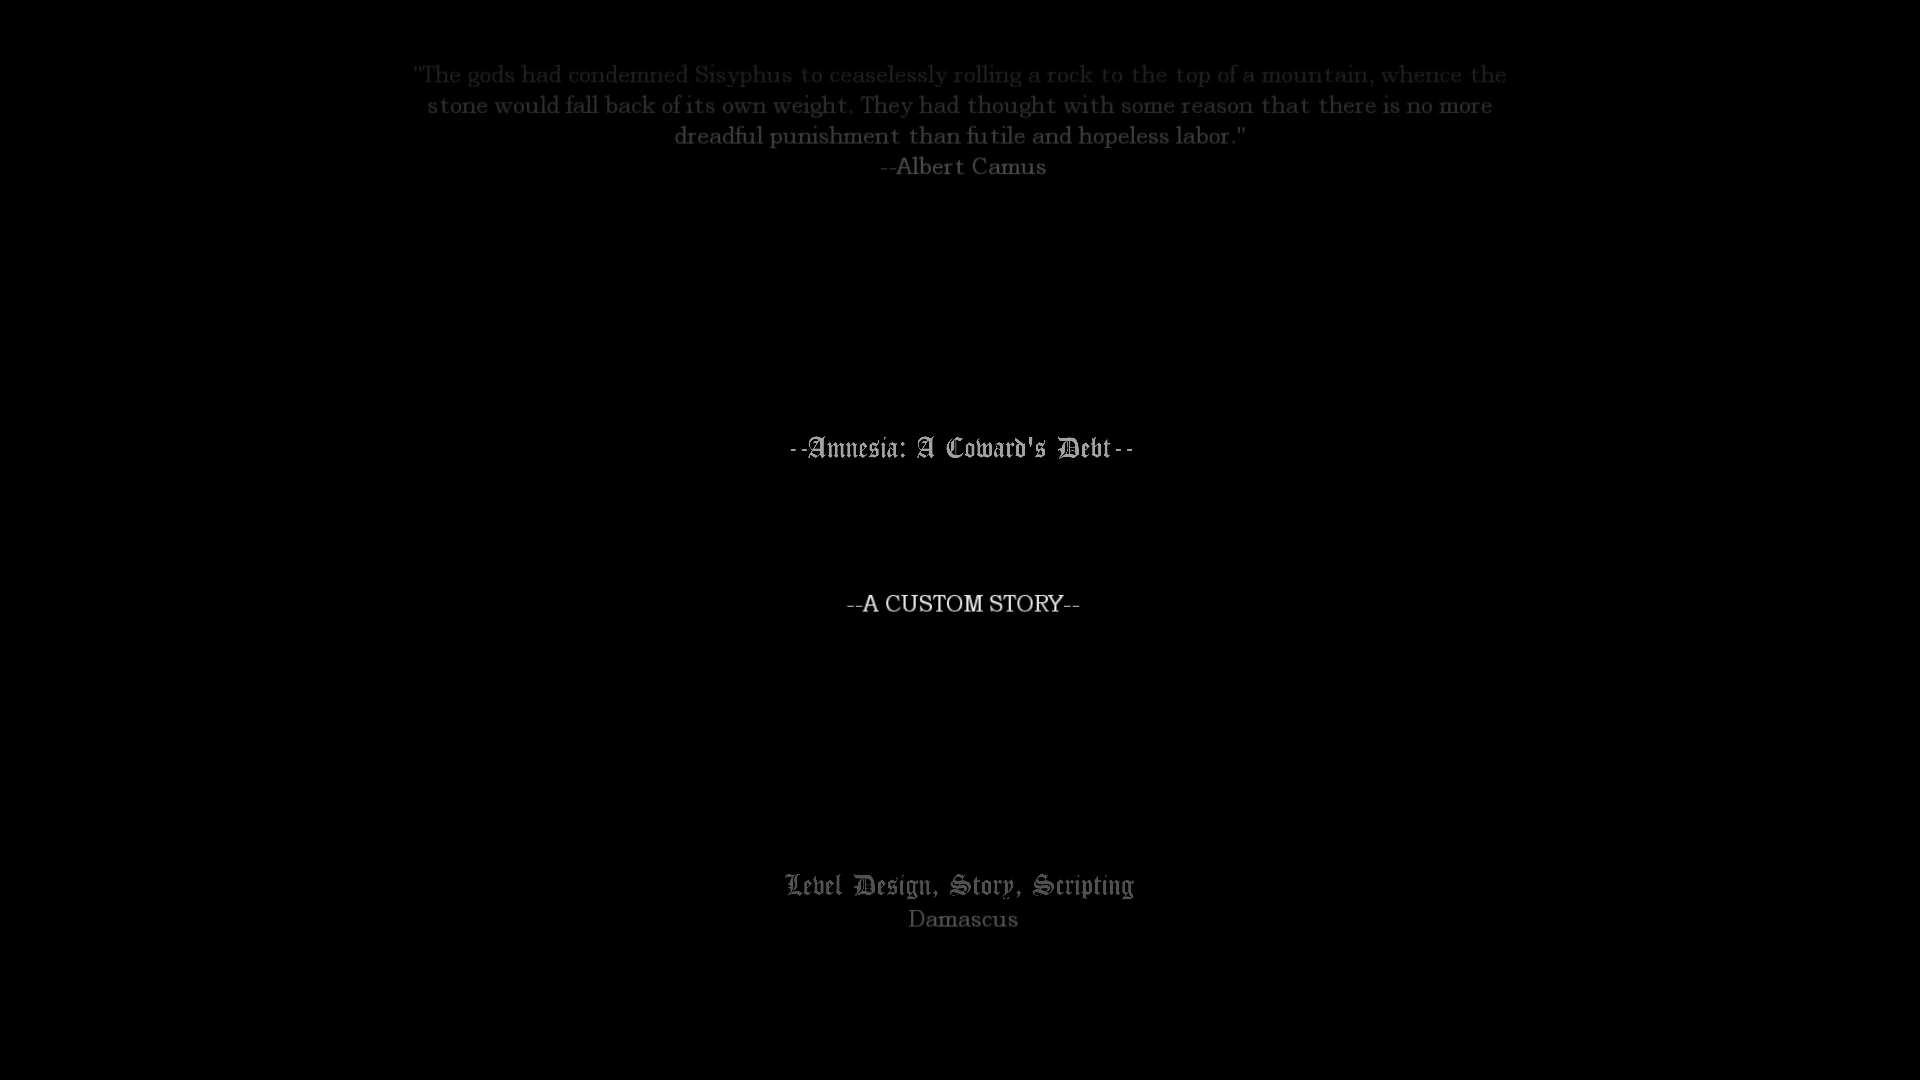 "The gods had condemned Sisyphus to ceaselessly rolling a rock to the top of a mountain, whence the
stone would fall back of its own weight. They had thought with some reason that there is no more
dreadful punishment than futile and hopeless labor."
--Albert Camus
--Amnesia: A Coward's Debt--
--A CUSTOM STORY--
Level Design, Story, Scripting
Damascus